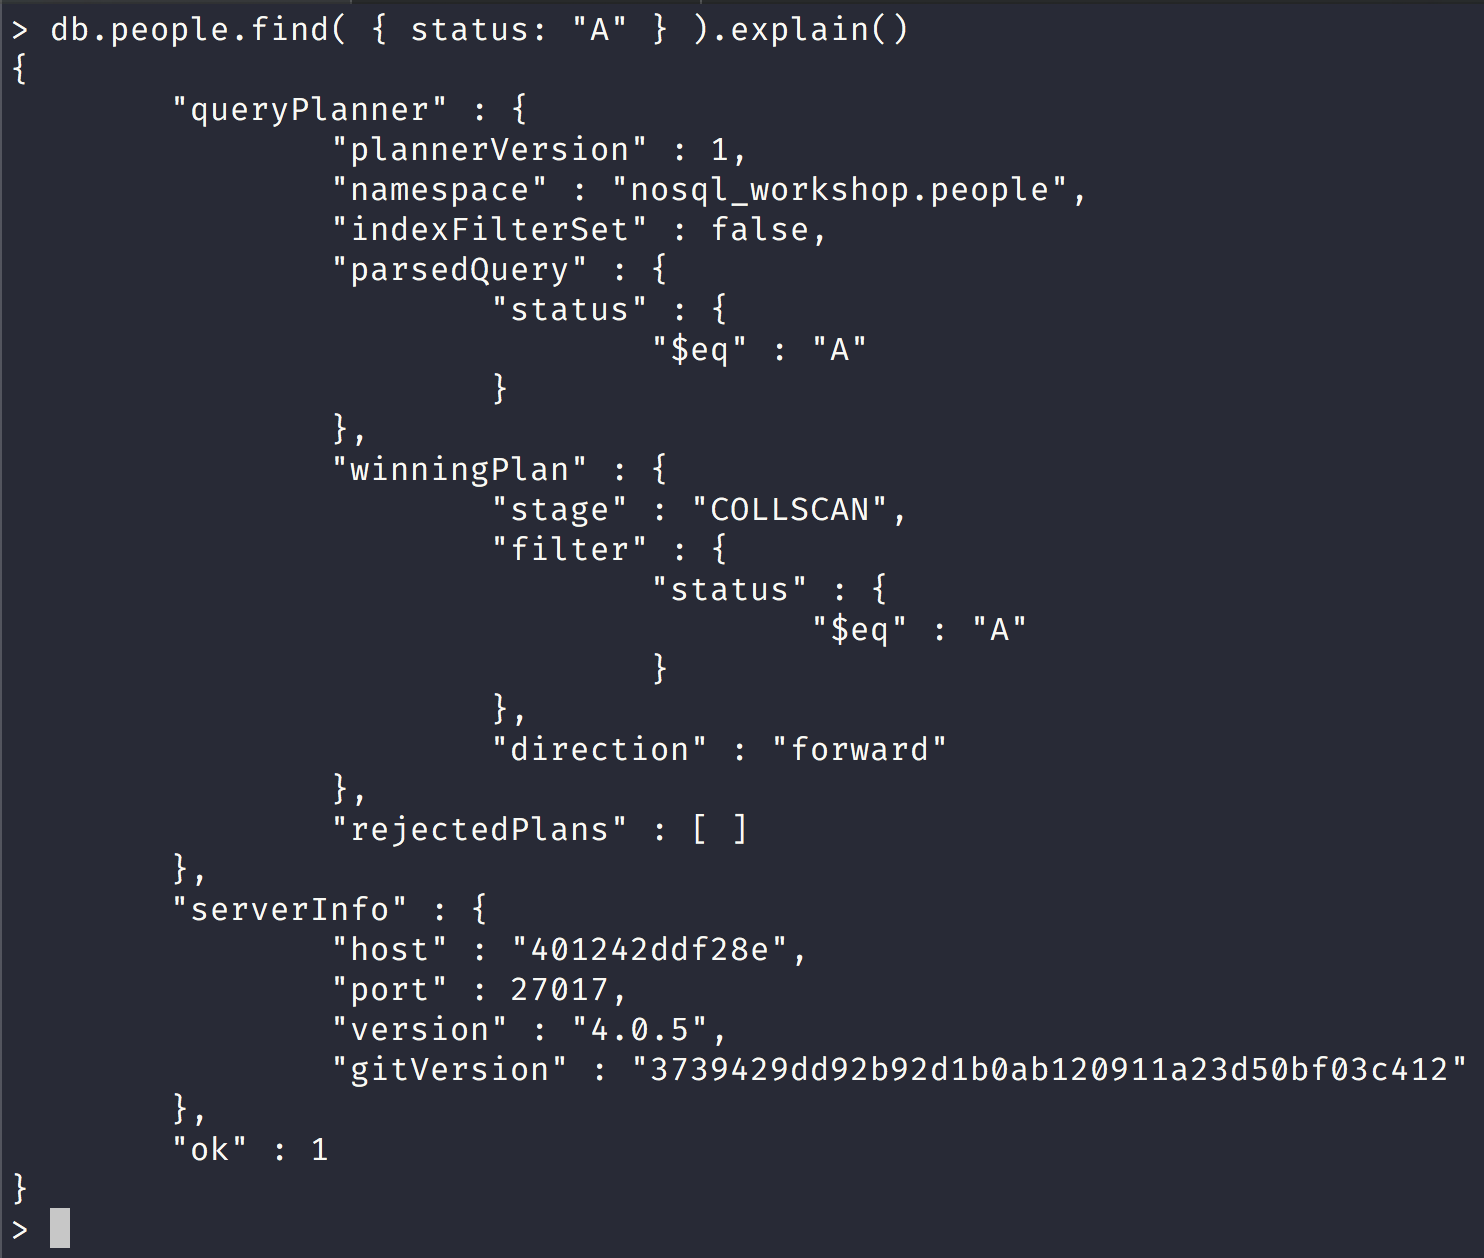 > db.people.find( { status: "A" } ).explain()
{
        "queryPlanner" : {
                "plannerVersion" : 1,
                "namespace" : "nosql_workshop.people",
                "indexFilterSet" : false,
                "parsedQuery" : {
                        "status" : {
                                "$eq" : "A"
                        }
                },
                "winningPlan" : {
                        "stage" : "COLLSCAN",
                        "filter" : {
                                "status" : {
                                        "$eq" : "A"
                                }
                        },
                        "direction" : "forward"
                },
                "rejectedPlans" : [ ]
        },
        "serverInfo" : {
                "host" : "401242ddf28e",
                "port" : 27017,
                "version" : "4.0.5",
                "gitVersion" : "3739429dd92b92d1b0ab120911a23d50bf03c412"
        },
        "ok" : 1
}
>